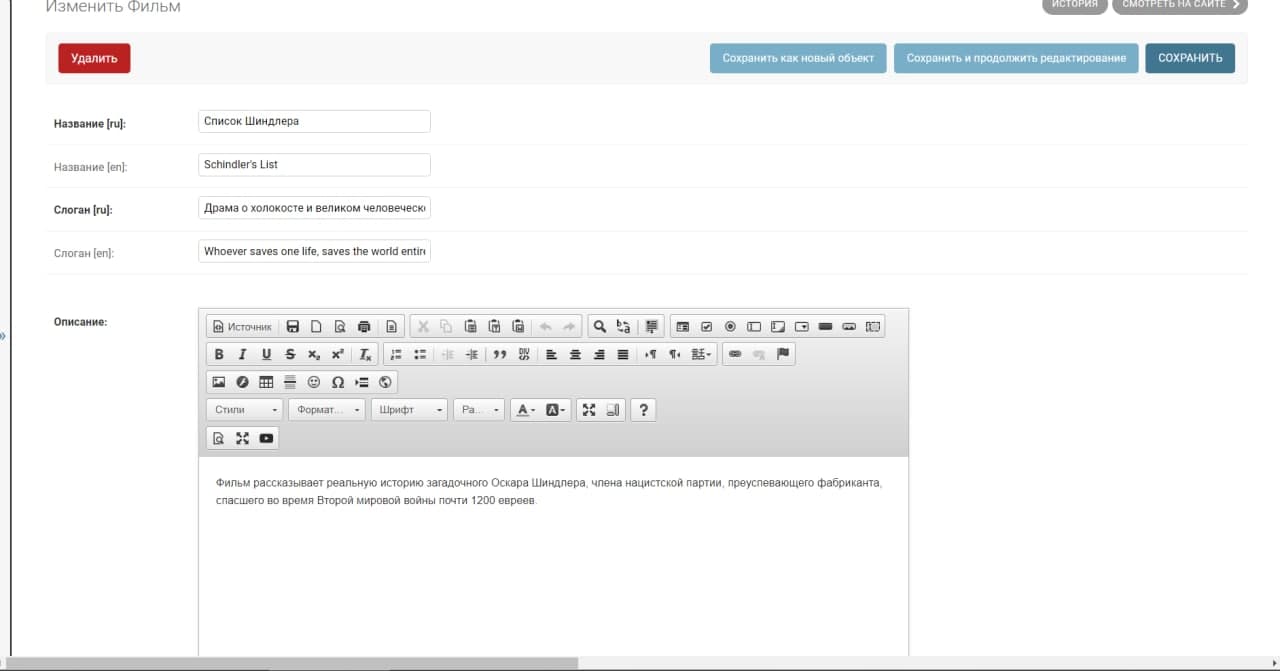 Изменить Фильм
ИСТОРИЯ
СМОТРЕТЬ НА САЙТЕ
Удалить
Сохранить как новый объект
Сохранить и продолжить редактирование
СОХРАНИТЬ
Название [ru]:
Список Шиндлера
Название [en]:
Schindler's List
Слоган [ru]:
Драма о холокосте и великом человеческ
Слоган [en]:
Whoever saves one life, saves the world entir
Описание:
Источник
Стили
Формат...
Шрифт
Ра...
Фильм рассказывает реальную историю загадочного Оскара Шиндлера, члена нацистской партии, преуспевающего фабриканта,
спасшего во время Второй мировой войны почти 1200 евреев.